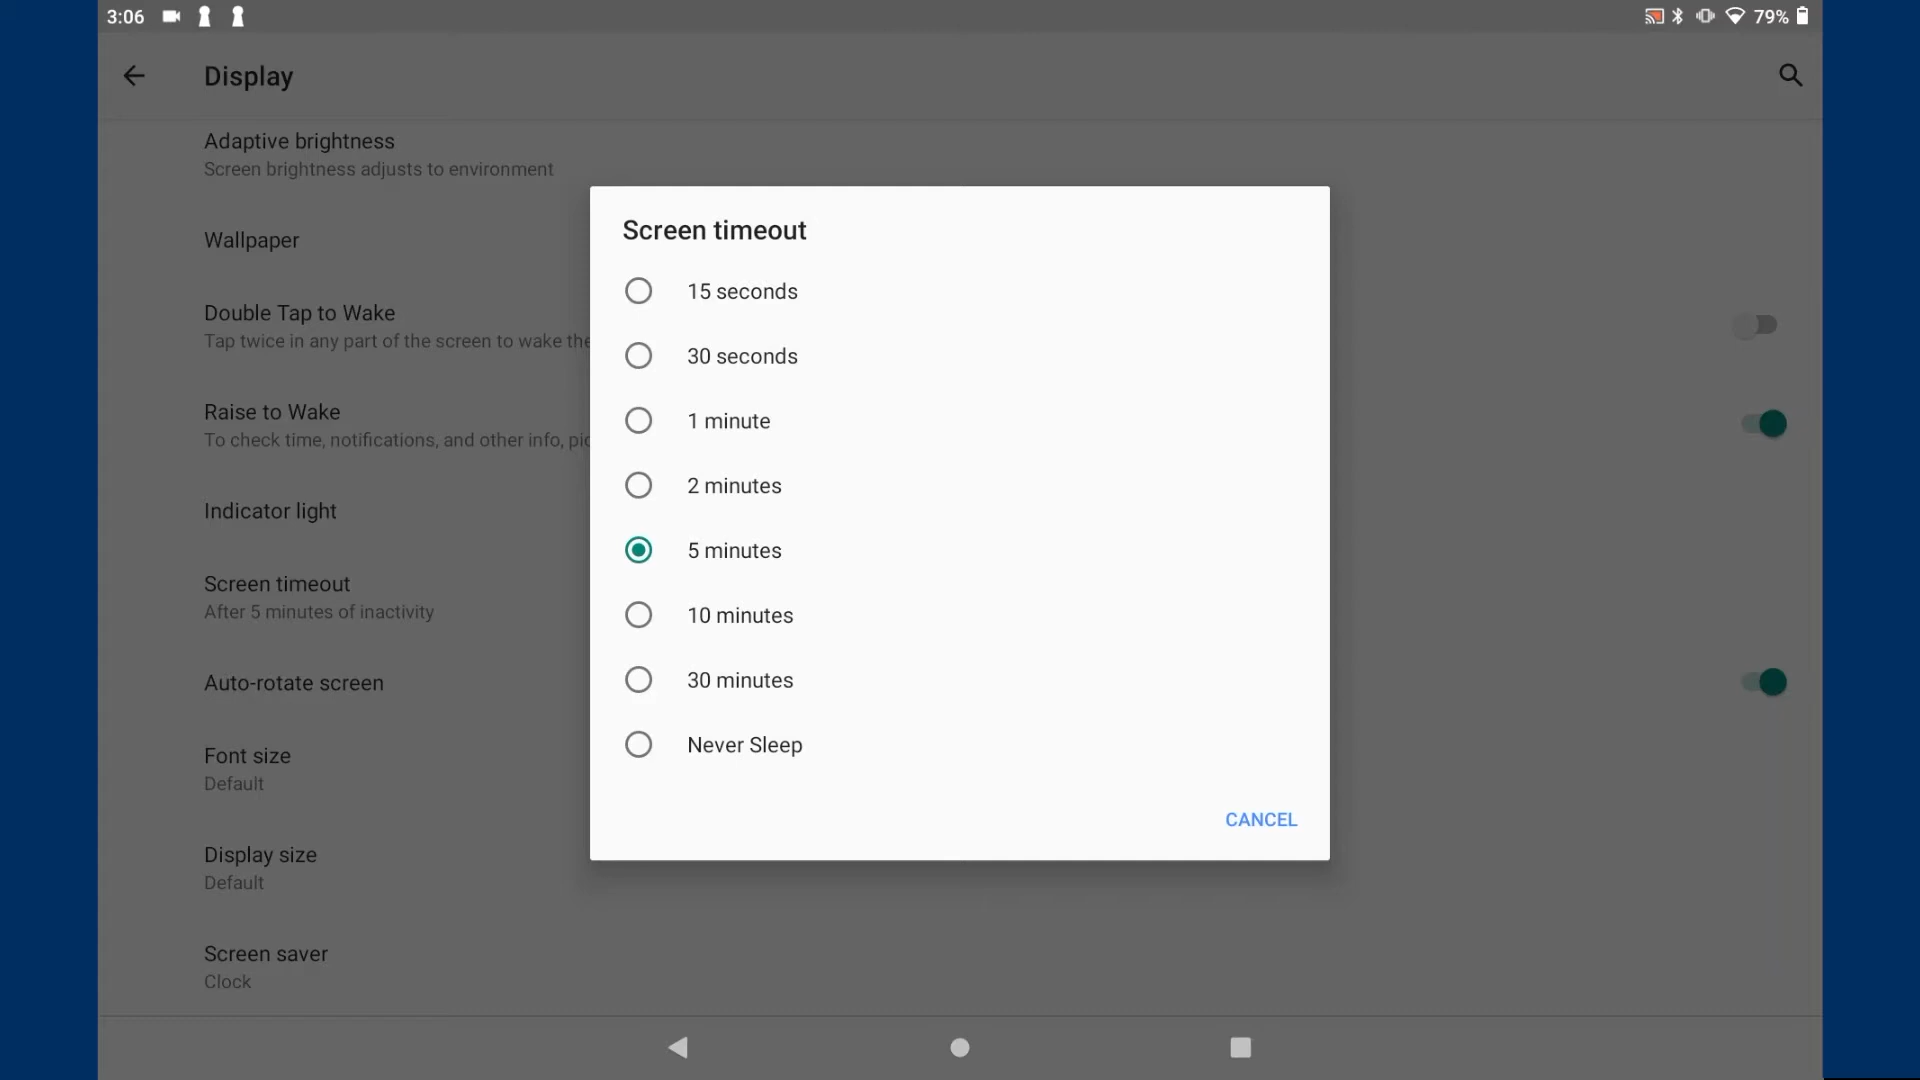 3:06
79%
Display
Adaptive brightness
Screen brightness adjusts to environment
Wallpaper
Double Tap to Wake
Tap twice in any part of the screen to wake the
Raise to Wake
To check time, notifications, and other info, pic
Indicator light
Screen timeout
After 5 minutes of inactivity
Auto-rotate screen
Font size
Default
Display size
Default
Screen saver
Clock
Screen timeout
15 seconds
30 seconds
1 minute
2 minutes
5 minutes
10 minutes
30 minutes
Never Sleep
CANCEL